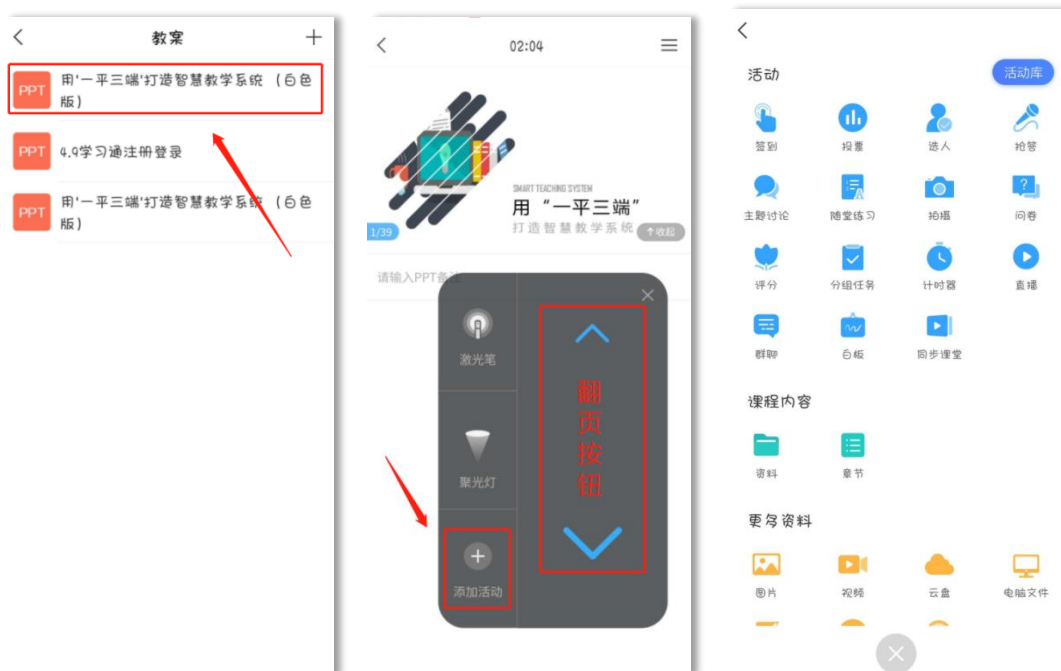 教案
PPT
用'一平三端'打造智慧教学系统 （白色
版）
PPT
4.9学习通注册登录
PPT
用'一平三端'打造智慧教学系统 （白色
版）
02:04
SMART TEACHING SYSTEM
用 “一平三端”
打造智慧教学系统
1/39
收起
请输入PPT备注
激光笔
聚光灯
添加活动
翻
页
按
钮
活动
活动库
签到 投票 选人 抢答
主题讨论 随堂练习 拍摄 问卷
评分 分组任务 计时器 直播
群聊 白板 同步课堂
课程内容
资料 章节
更多资料
图片 视频 云盘 电脑文件